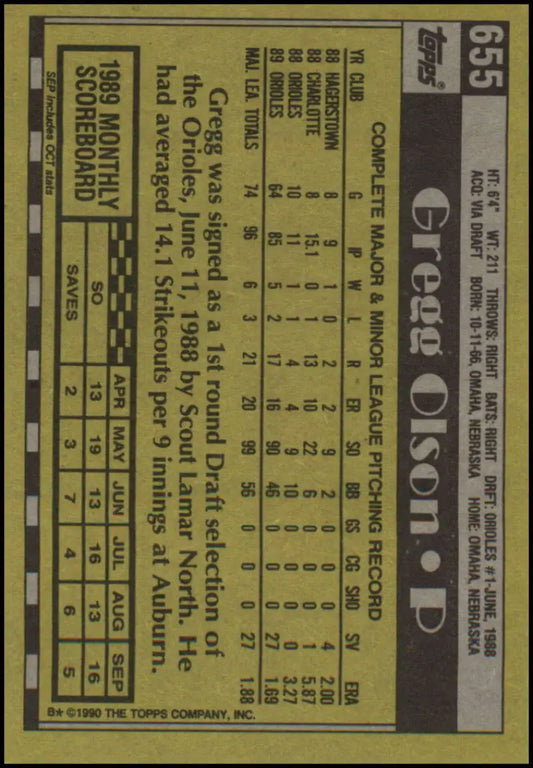 655
HT: 6'4" WT: 211 THROWS: RIGHT BATS: RIGHT DRFT: ORIOLES #1-JUNE, 1988
ACQ: VIA DRAFT BORN: 10-11-66, OMAHA, NEBRASKA HOME: OMAHA, NEBRASKA
TOPPS®
Gregg Olson • P
COMPLETE MAJOR & MINOR LEAGUE PITCHING RECORD
YR CLUB G IP W L R ER SO BB GS CG SHO SV ERA
88 HAGERSTOWN 8 9 1 0 2 2 9 2 0 0 0 4 2.00
88 CHARLOTTE 8 15.1 0 1 13 10 22 6 0 0 0 1 5.87
88 ORIOLES 10 11 1 1 4 4 9 10 0 0 0 0 3.27
89 ORIOLES 64 85 5 2 17 16 90 46 0 0 0 27 1.69
MAJ. LEA. TOTALS 74 96 6 3 21 20 99 56 0 0 0 27 1.88
Gregg was signed as a 1st round Draft selection of
the Orioles, June 11, 1988 by Scout Lamar North. He
had averaged 14.1 Strikeouts per 9 innings at Auburn.
1989 MONTHLY
SCOREBOARD
APR MAY JUN JUL AUG SEP
SO 13 19 13 16 13 16
SAVES 2 3 7 4 6 5
SEP includes OCT stats
B* ©1990 THE TOPPS COMPANY, INC.